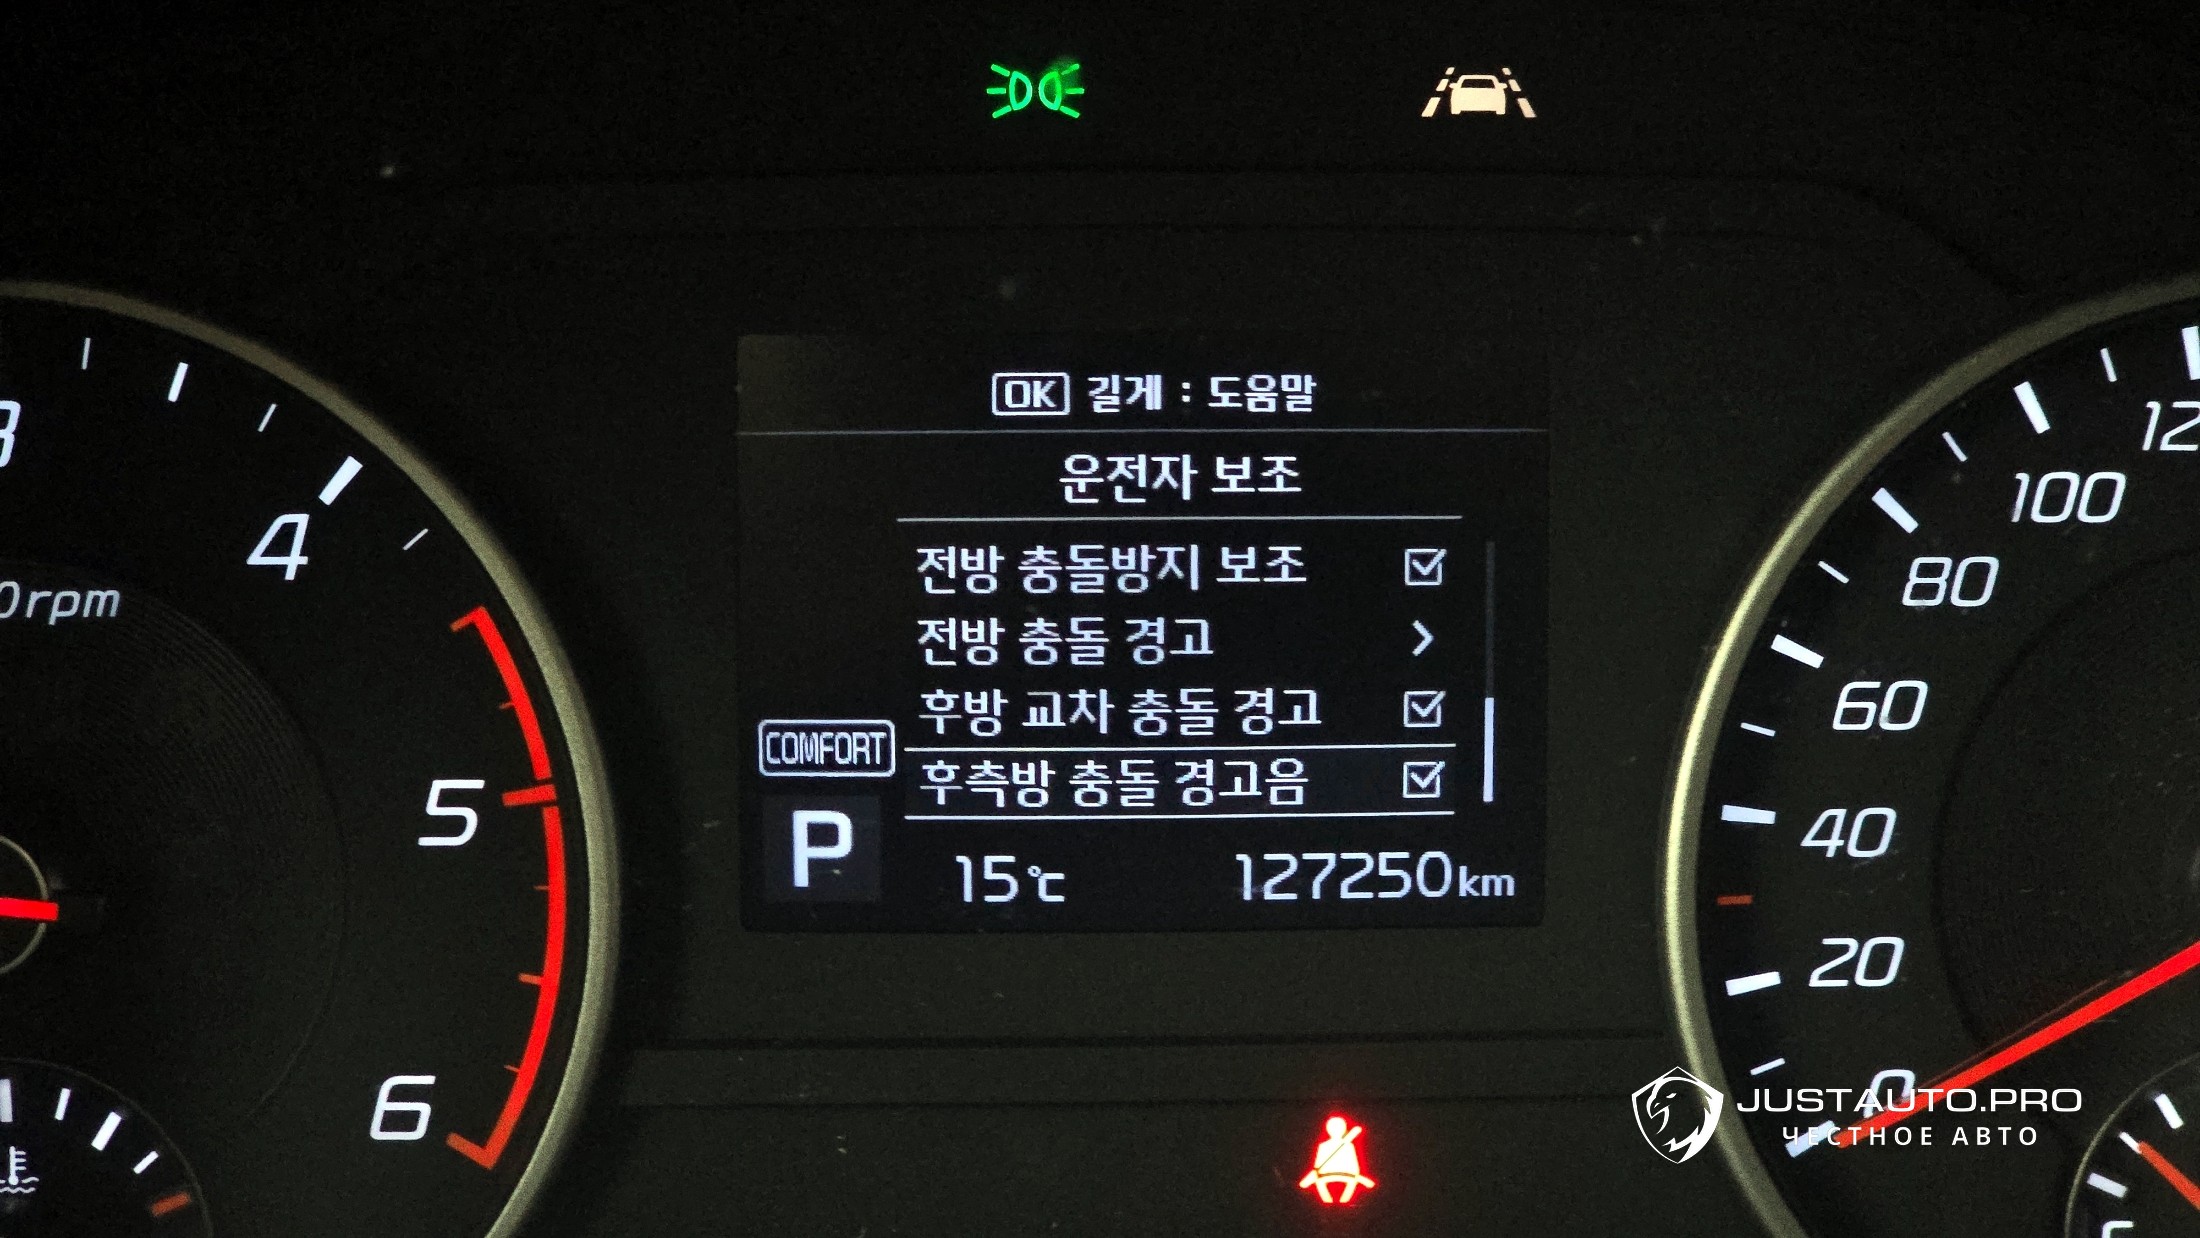 OK 길게 : 도움말
운전자 보조
전방 충돌방지 보조
전방 충돌 경고
후방 교차 충돌 경고
후측방 충돌 경고음
COMFORT
P
15℃
127250km
4
5
6
rpm
0
20
40
60
80
100
JUSTAUTO.PRO
ЧЕСТНОЕ АВТО